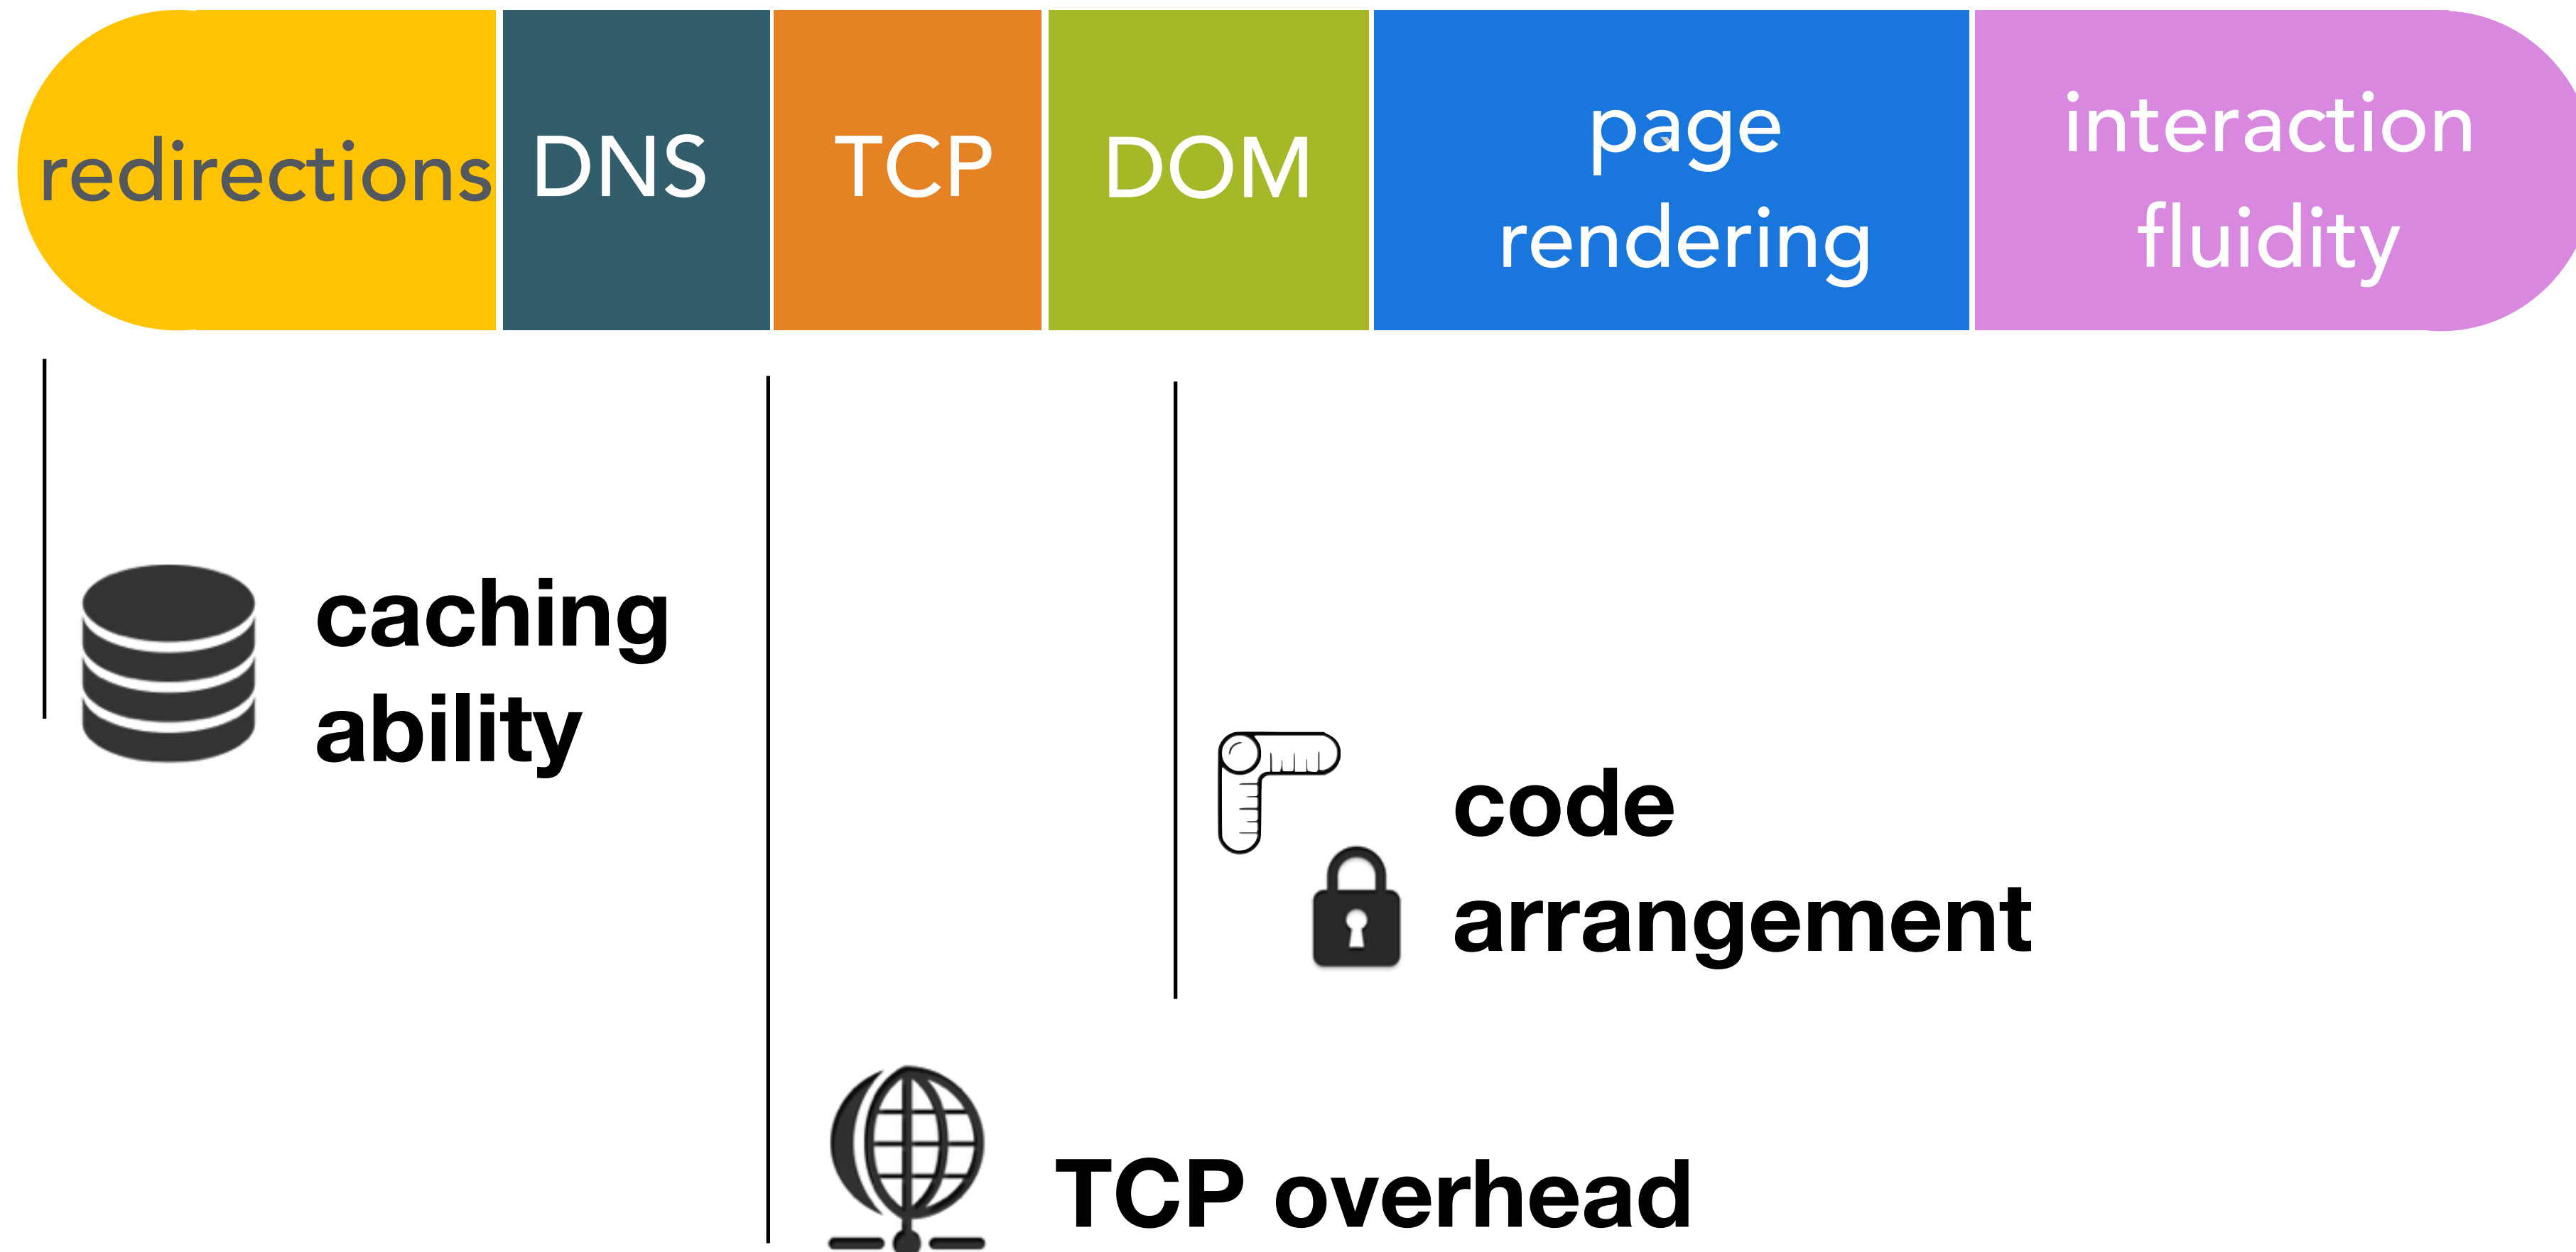 redirections
DNS
TCP
DOM
page
rendering
interaction
fluidity
caching
ability
code
arrangement
TCP overhead